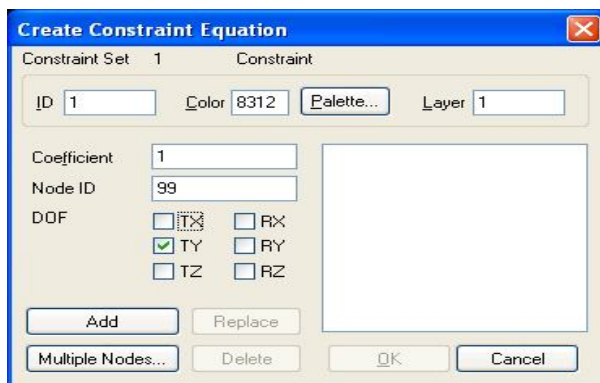 Create Constraint Equation
Constraint Set 1 Constraint
ID 1 Color 8312 Palette... Layer 1
Coefficient 1
Node ID 99
DOF TX RX
TY RY
TZ RZ
Add Replace
Multiple Nodes... Delete OK Cancel